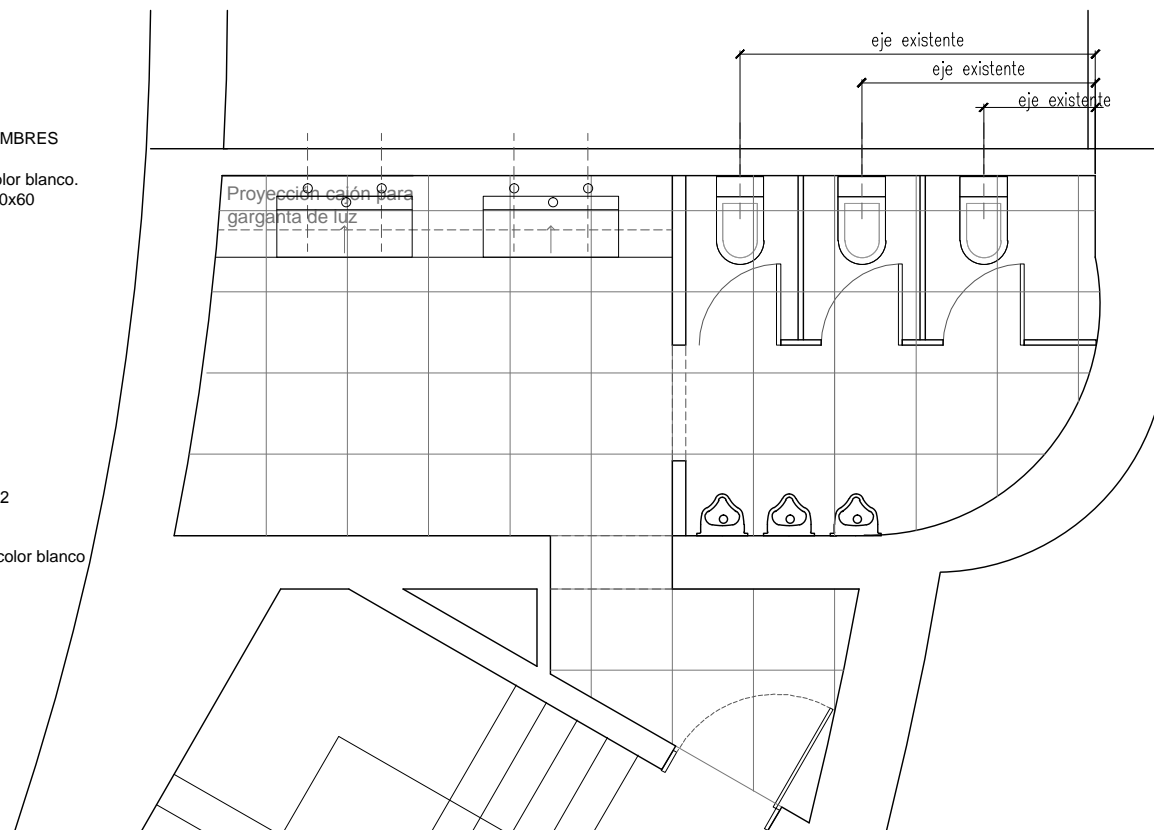 eje existente
eje existente
eje existente
MBRES
olor blanco.
0x60
Proyección cajón para
garganta de luz
2
color blanco